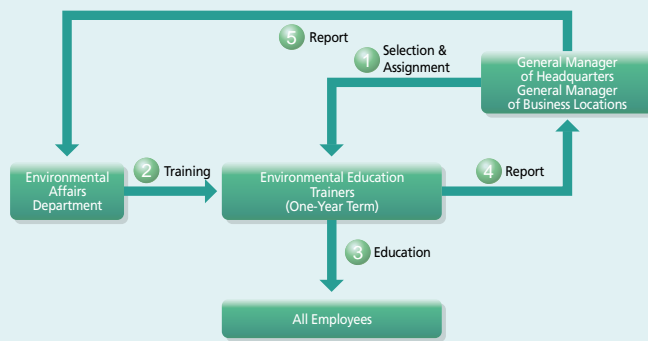 5 Report
1 Selection &
Assignment
General Manager
of Headquarters
General Manager
of Business Locations
Environmental
Affairs
Department
2 Training
Environmental Education
Trainers
(One-Year Term)
4 Report
3 Education
All Employees